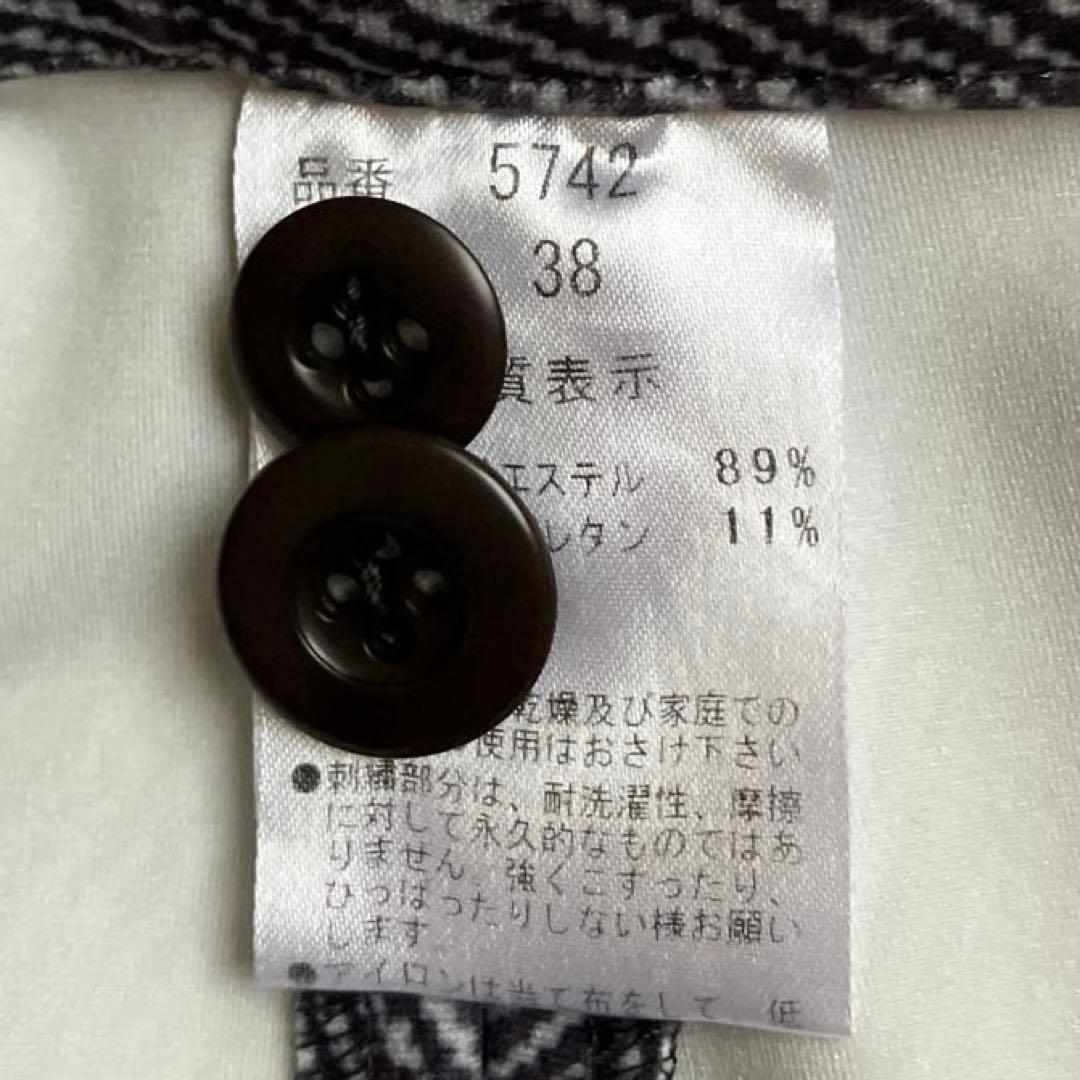 品番 5742
38
質表示
エステル 89%
レタン 11%
乾燥及び家庭での
使用はおさけ下さい
●刺繍部分は、耐洗濯性、摩擦
に対して永久的なものではあ
りません。強くこすったり、
ひっぱったりしない様お願い
します
●アイロンは当て布をして 低